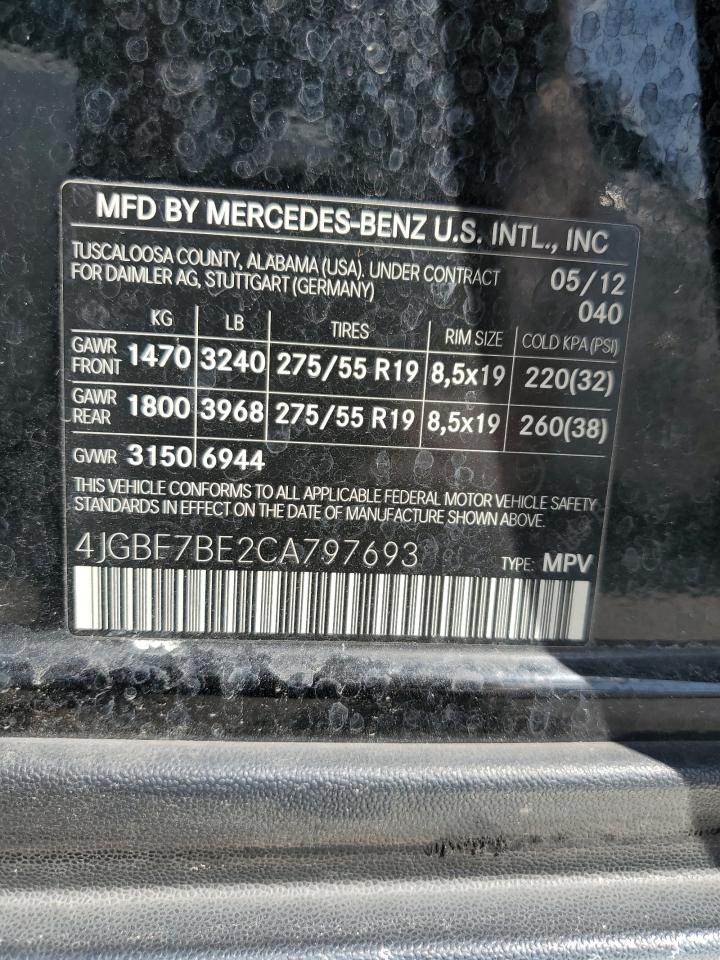 MFD BY MERCEDES-BENZ U.S. INTL., INC
TUSCALOOSA COUNTY, ALABAMA (USA). UNDER CONTRACT 05/12
FOR DAIMLER AG, STUTTGART (GERMANY) 040
KG LB TIRES RIM SIZE COLD KPA (PSI)
GAWR FRONT 1470 3240 275/55 R19 8,5x19 220(32)
GAWR REAR 1800 3968 275/55 R19 8,5x19 260(38)
GVWR 3150 6944
THIS VEHICLE CONFORMS TO ALL APPLICABLE FEDERAL MOTOR VEHICLE SAFETY
STANDARDS IN EFFECT ON THE DATE OF MANUFACTURE SHOWN ABOVE.
4JGBF7BE2CA797693 TYPE: MPV